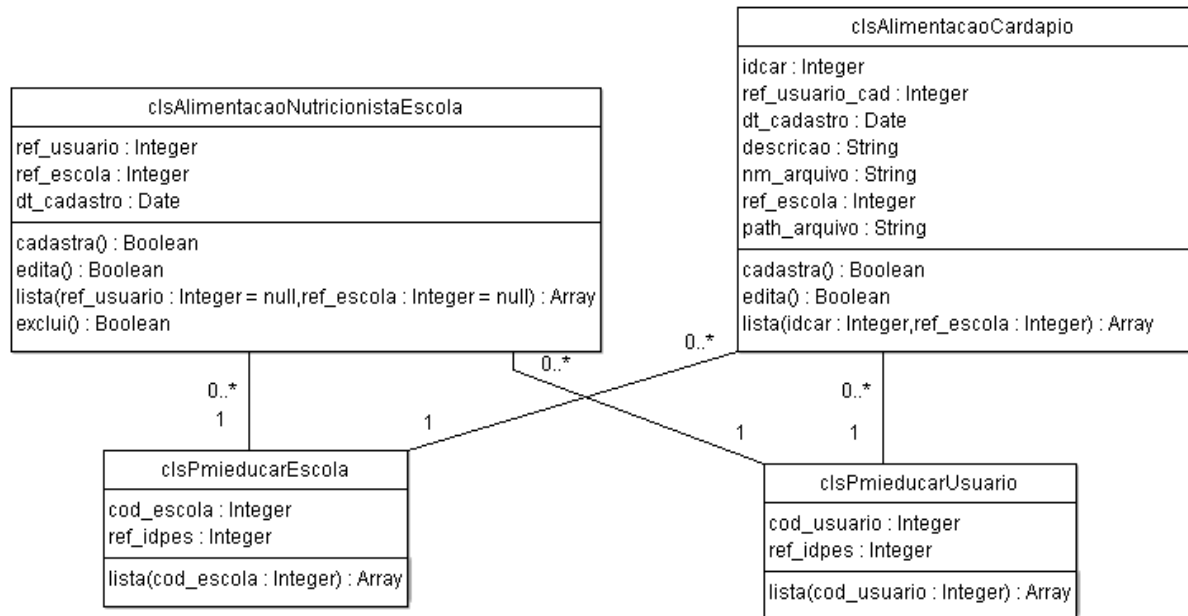 clsAlimentacaoNutricionistaEscola
ref_usuario : Integer
ref_escola : Integer
dt_cadastro : Date
cadastra() : Boolean
edita() : Boolean
lista(ref_usuario : Integer = null,ref_escola : Integer = null) : Array
exclui() : Boolean
clsAlimentacaoCardapio
idcar : Integer
ref_usuario_cad : Integer
dt_cadastro : Date
descricao : String
nm_arquivo : String
ref_escola : Integer
path_arquivo : String
cadastra() : Boolean
edita() : Boolean
lista(idcar : Integer,ref_escola : Integer) : Array
0..*
1
0..*
1
0..*
1
0..*
1
clsPmieducarEscola
cod_escola : Integer
ref_idpes : Integer
lista(cod_escola : Integer) : Array
clsPmieducarUsuario
cod_usuario : Integer
ref_idpes : Integer
lista(cod_usuario : Integer) : Array